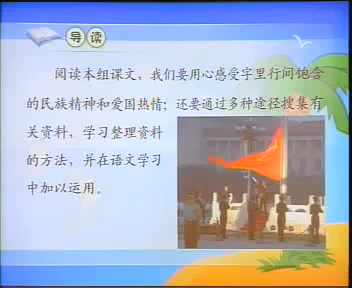 导读
阅读本组课文，我们要用心感受字里行间饱含
的民族精神和爱国热情；还要通过多种途径搜集有
关资料，学习整理资料
的方法，并在语文学习
中加以运用。